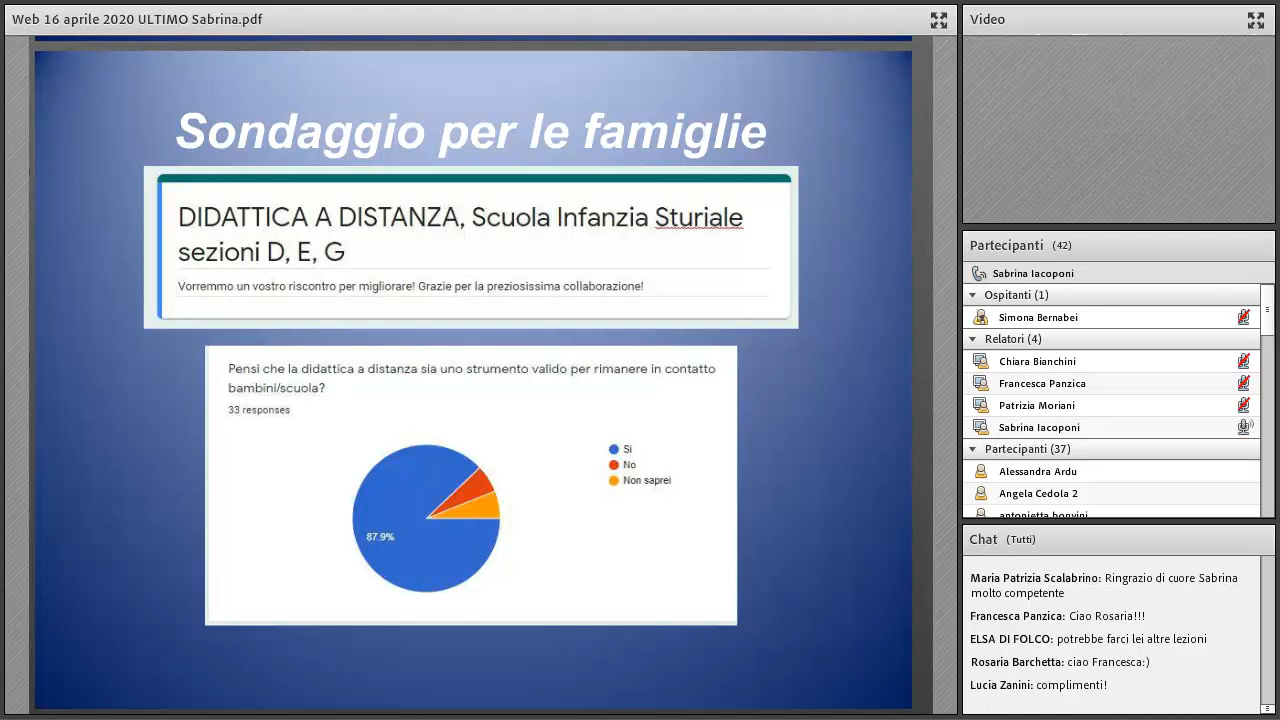 Web 16 aprile 2020 ULTIMO Sabrina.pdf
Sondaggio per le famiglie
DIDATTICA A DISTANZA, Scuola Infanzia Sturiale
sezioni D, E, G
Vorremmo un vostro riscontro per migliorare! Grazie per la preziosissima collaborazione!
Pensi che la didattica a distanza sia uno strumento valido per rimanere in contatto
bambini/scuola?
33 responses
Sì
No
Non saprei
87.9%
Video
Partecipanti (42)
Sabrina Iacoponi
Ospitanti (1)
Simona Bernabei
Relatori (4)
Chiara Bianchini
Francesca Panzica
Patrizia Moriani
Sabrina Iacoponi
Partecipanti (37)
Alessandra Ardu
Angela Cedola 2
antonietta bonvini
Chat (Tutti)
Maria Patrizia Scalabrino: Ringrazio di cuore Sabrina
molto competente
Francesca Panzica: Ciao Rosaria!!!
ELSA DI FOLCO: potrebbe farci lei altre lezioni
Rosaria Barchetta: ciao Francesca:)
Lucia Zanini: complimenti!